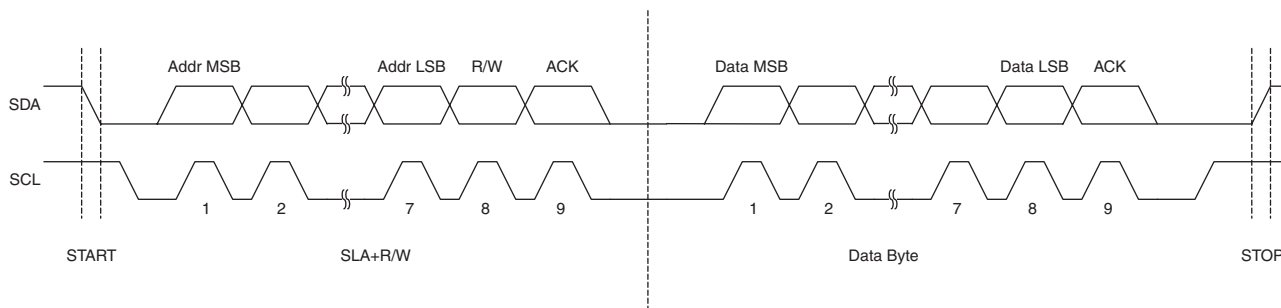 Addr MSB Addr LSB R/W ACK Data MSB Data LSB ACK
SDA
SCL
1 2 7 8 9 1 2 7 8 9
START SLA+R/W Data Byte STOP